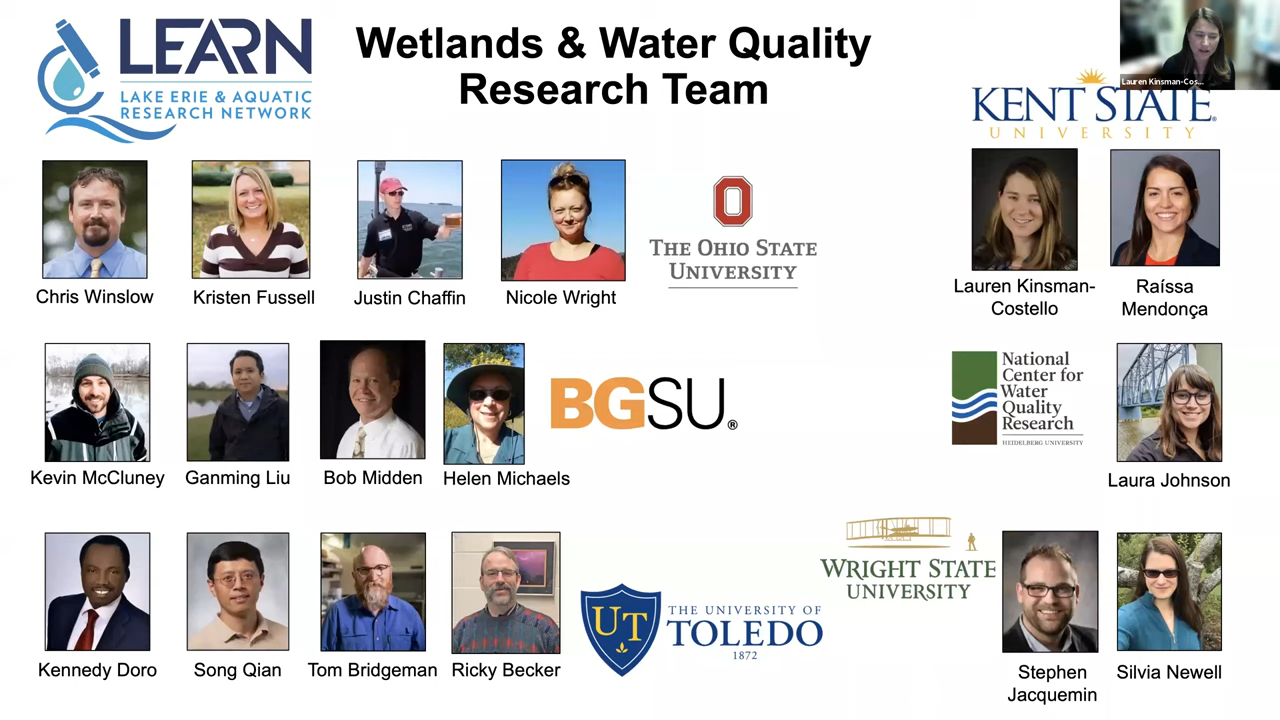 LEARN
LAKE ERIE & AQUATIC
RESEARCH NETWORK
Wetlands & Water Quality
Research Team
Lauren Kinsman-Cos...
KENT STATE®
UNIVERSITY
Chris Winslow
Kristen Fussell
Justin Chaffin
Nicole Wright
THE OHIO STATE
UNIVERSITY
Lauren Kinsman-
Costello
Raíssa
Mendonça
Kevin McCluney
Ganming Liu
Bob Midden
Helen Michaels
BGSU®
National
Center for
Water
Quality
Research
HEIDELBERG UNIVERSITY
Laura Johnson
Kennedy Doro
Song Qian
Tom Bridgeman
Ricky Becker
UT
THE UNIVERSITY OF
TOLEDO
1872
WRIGHT STATE
UNIVERSITY
Stephen
Jacquemin
Silvia Newell